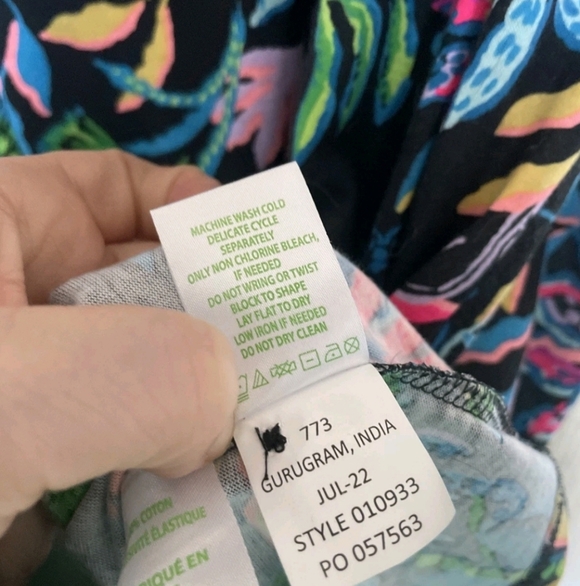 MACHINE WASH COLD
DELICATE CYCLE
SEPARATELY
ONLY NON CHLORINE BLEACH,
IF NEEDED
DO NOT WRING OR TWIST
BLOCK TO SHAPE
LAY FLAT TO DRY
LOW IRON IF NEEDED
DO NOT DRY CLEAN
773
GURUGRAM, INDIA
JUL-22
STYLE 010933
PO 057563
COTON
ÉLASTIQUE
EN